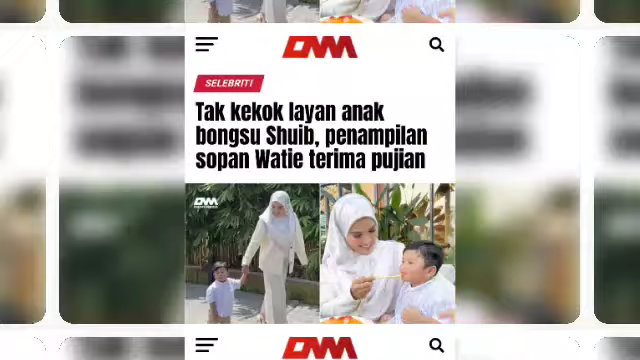 DM
SELEBRITI
Tak kekok layan anak
bongsu Shuib, penampilan
sopan Watie terima pujian
DM
DM